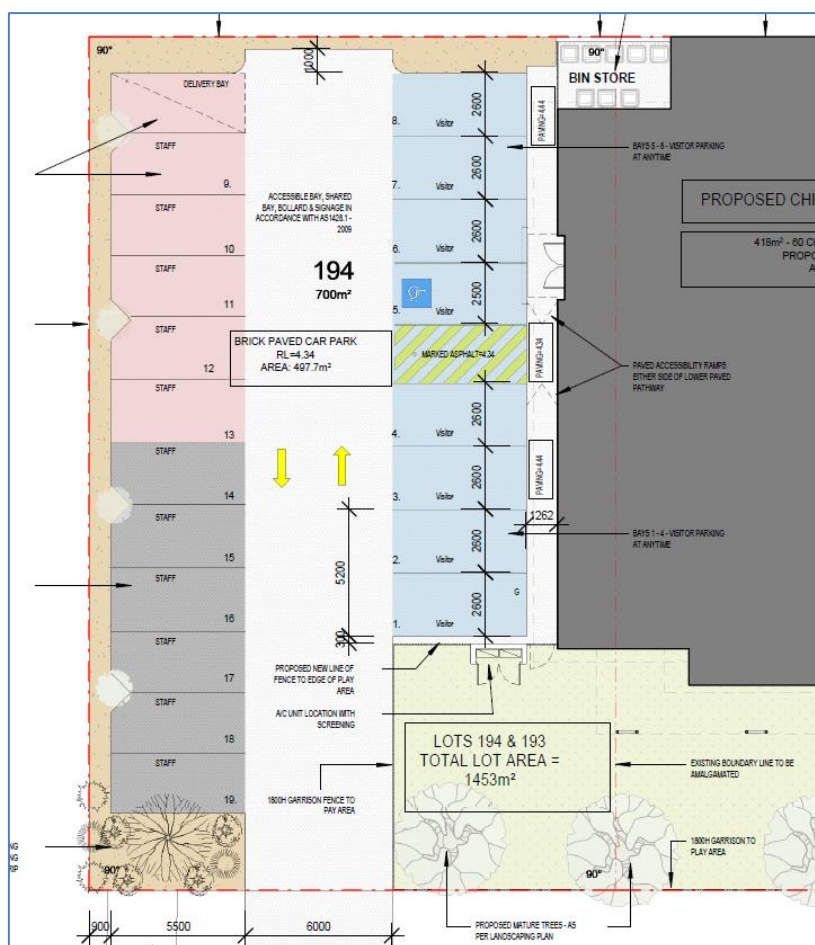 90°
1000
90°
BIN STORE
DELIVERY BAY
STAFF
9.
STAFF
10
STAFF
11
STAFF
12
STAFF
13
STAFF
14
STAFF
15
STAFF
16
STAFF
17
STAFF
18
STAFF
19.
ACCESSIBLE BAY, SHARED
BAY, BOLLARD & SIGNAGE IN
ACCORDANCE WITH AS1428.1 -
2009
194
700m²
BRICK PAVED CAR PARK
RL=4.34
AREA: 497.7m²
8.
Visitor
2600
7.
Visitor
2600
6.
Visitor
2600
5.
Visitor
2500
MARKED ASPHALT=4.34
4.
Visitor
2600
3.
Visitor
2600
2.
Visitor
2600
1.
Visitor
2600
G
5200
300
1262
PAVING=4.44
PAVING=4.34
PAVING=4.44
BAYS 5 - 8 - VISITOR PARKING
AT ANYTIME
PROPOSED CHI
418m² - 60 C
PROPO
A
PAVED ACCESSIBILITY RAMPS
EITHER SIDE OF LOWER PAVED
PATHWAY
BAYS 1 - 4 - VISITOR PARKING
AT ANYTIME
PROPOSED NEW LINE OF
FENCE TO EDGE OF PLAY
AREA
A/C UNIT LOCATION WITH
SCREENING
LOTS 194 & 193
TOTAL LOT AREA =
1453m²
EXISTING BOUNDARY LINE TO BE
AMALGAMATED
1800H GARRISON FENCE TO
PAY AREA
1800H GARRISON TO
PLAY AREA
90°
90°
900
5500
6000
PROPOSED MATURE TREES - AS
PER LANDSCAPING PLAN